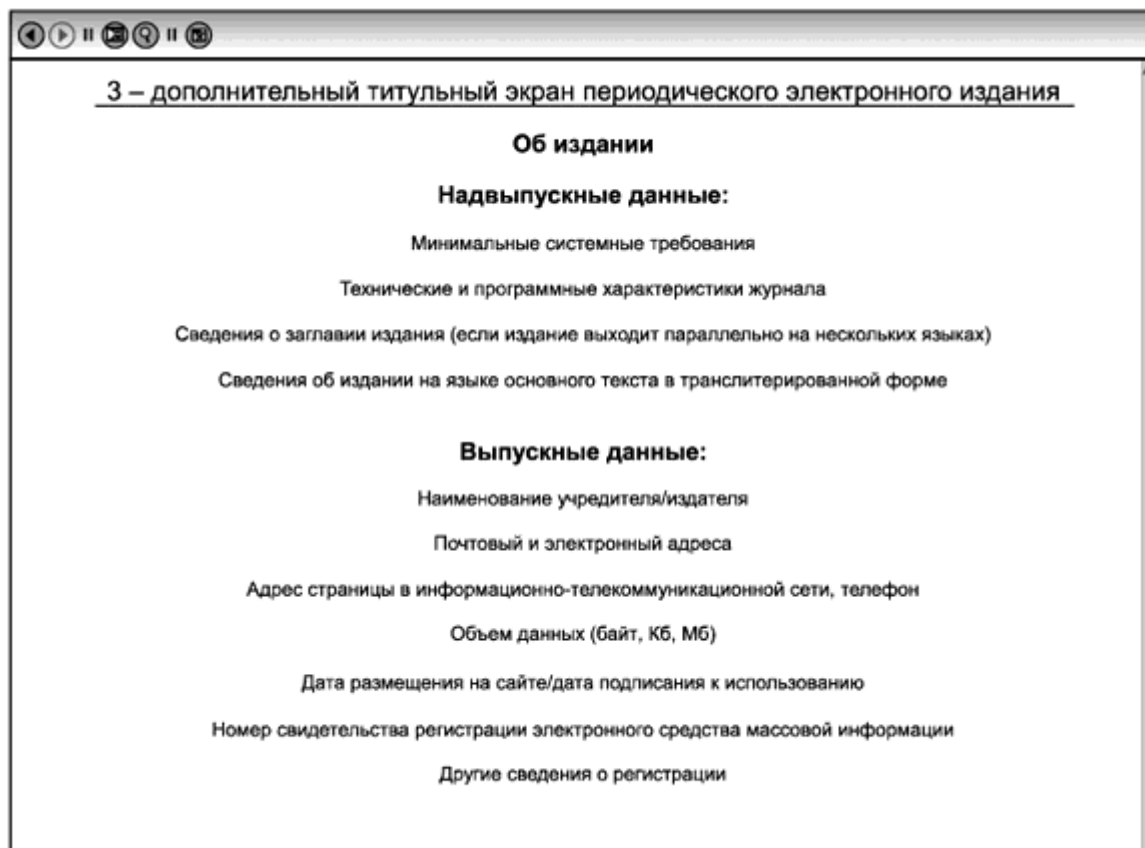 3 – дополнительный титульный экран периодического электронного издания
Об издании
Надвыпускные данные:
Минимальные системные требования
Технические и программные характеристики журнала
Сведения о заглавии издания (если издание выходит параллельно на нескольких языках)
Сведения об издании на языке основного текста в транслитерированной форме
Выпускные данные:
Наименование учредителя/издателя
Почтовый и электронный адреса
Адрес страницы в информационно-телекоммуникационной сети, телефон
Объем данных (байт, Кб, Мб)
Дата размещения на сайте/дата подписания к использованию
Номер свидетельства регистрации электронного средства массовой информации
Другие сведения о регистрации